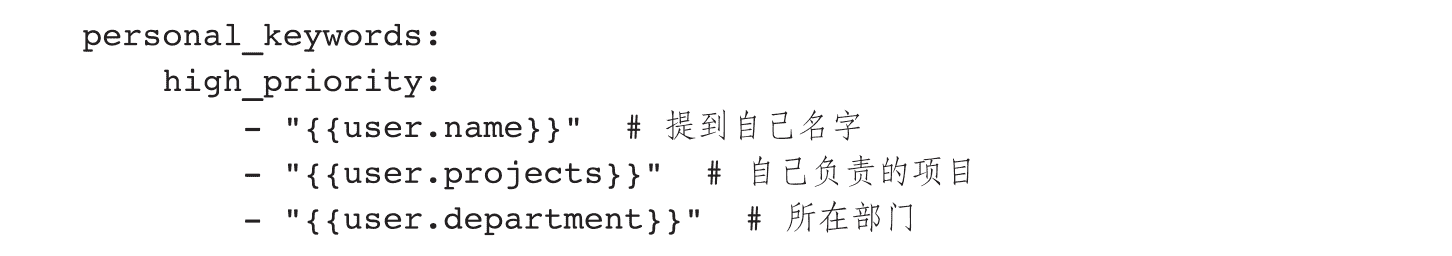 personal_keywords:
    high_priority:
        - "{{user.name}}"  # 提到自己名字
        - "{{user.projects}}"  # 自己负责的项目
        - "{{user.department}}"  # 所在部门